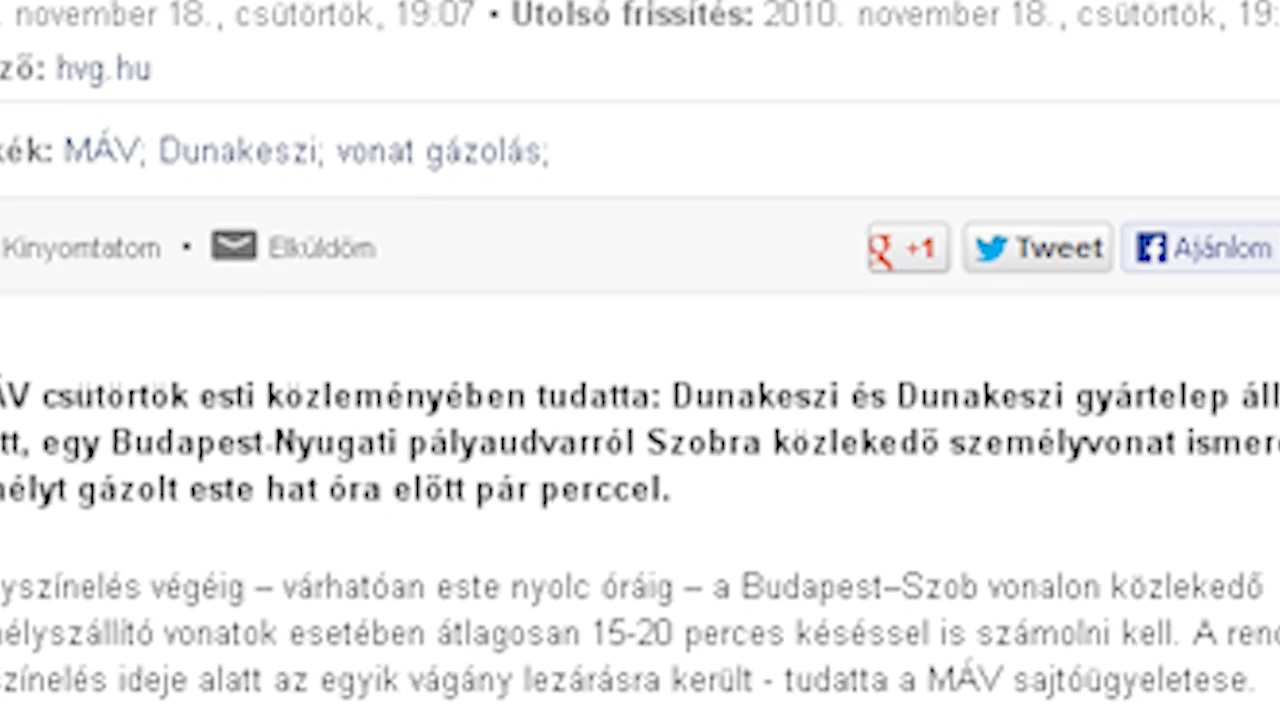 november 18., csütörtök, 19:07 • Utolsó frissítés: 2010. november 18., csütörtök, 19:
ző: hvg.hu
kék: MÁV; Dunakeszi; vonat gázolás;
Kinyomtatom • Elküldöm +1 Tweet Ajánlom
ÁV csütörtök esti közleményében tudatta: Dunakeszi és Dunakeszi gyártelep áll
tt, egy Budapest-Nyugati pályaudvarról Szobra közlekedő személyvonat ismer
mélyt gázolt este hat óra előtt pár perccel.
yszínelés végéig – várhatóan este nyolc óráig – a Budapest–Szob vonalon közlekedő
mélyszállító vonatok esetében átlagosan 15-20 perces késéssel is számolni kell. A rend
színelés ideje alatt az egyik vágány lezárásra került - tudatta a MÁV sajtóügyeletese.